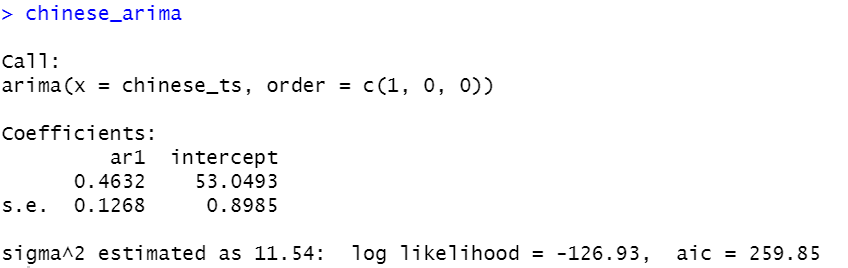 > chinese_arima
Call:
arima(x = chinese_ts, order = c(1, 0, 0))
Coefficients:
ar1 intercept
0.4632 53.0493
s.e. 0.1268 0.8985
sigma^2 estimated as 11.54: log likelihood = -126.93, aic = 259.85